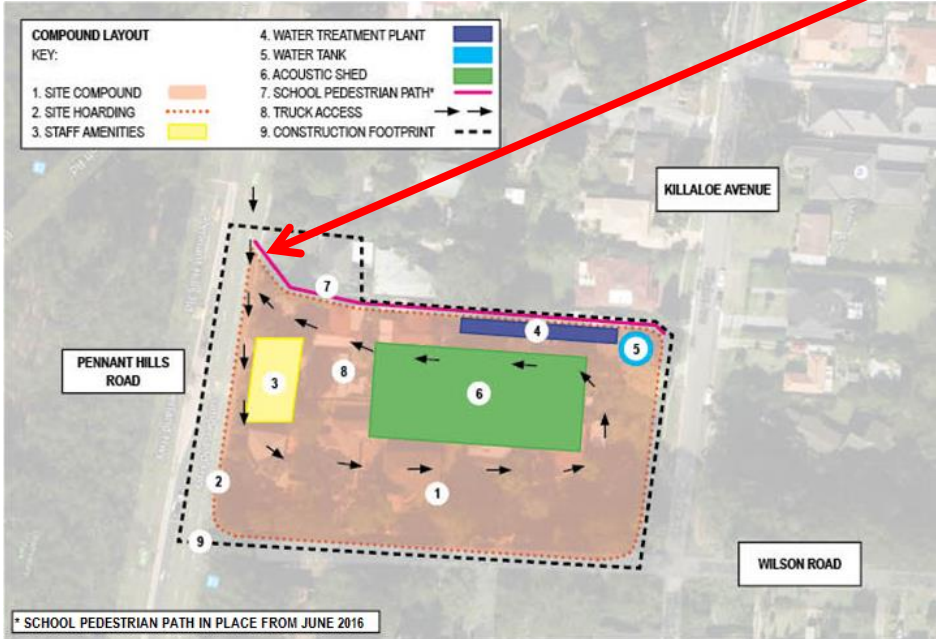 COMPOUND LAYOUT
KEY:
1. SITE COMPOUND
2. SITE HOARDING
3. STAFF AMENITIES
4. WATER TREATMENT PLANT
5. WATER TANK
6. ACOUSTIC SHED
7. SCHOOL PEDESTRIAN PATH*
8. TRUCK ACCESS
9. CONSTRUCTION FOOTPRINT
KILLALOE AVENUE
7
4
5
PENNANT HILLS
ROAD
3
8
6
2
1
9
WILSON ROAD
* SCHOOL PEDESTRIAN PATH IN PLACE FROM JUNE 2016